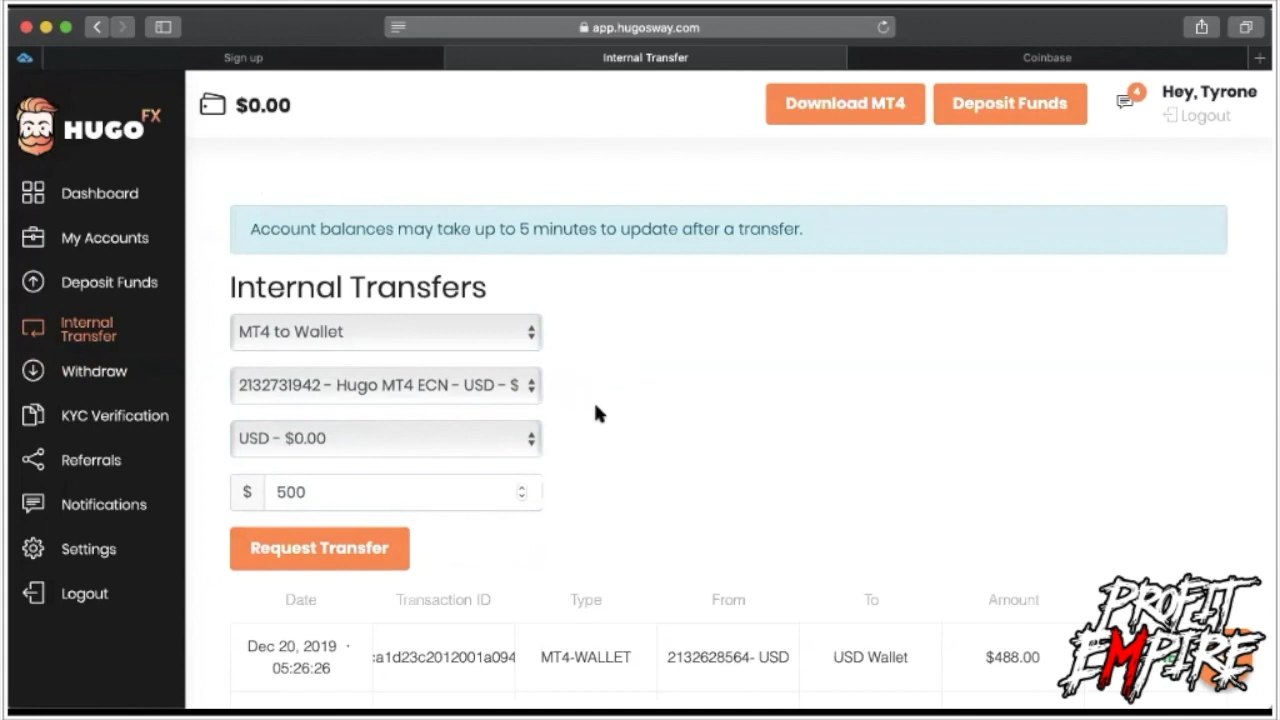 app.hugosway.com
Sign up
Internal Transfer
Coinbase
HUGO FX
$0.00
Download MT4
Deposit Funds
4
Hey, Tyrone
Logout
Dashboard
My Accounts
Deposit Funds
Internal
Transfer
Withdraw
KYC Verification
Referrals
Notifications
Settings
Logout
Account balances may take up to 5 minutes to update after a transfer.
Internal Transfers
MT4 to Wallet
2132731942 - Hugo MT4 ECN - USD - $
USD - $0.00
$ 500
Request Transfer
Date Transaction ID Type From To Amount
Dec 20, 2019 ·
05:26:26
:a1d23c2012001a094 MT4-WALLET 2132628564- USD USD Wallet $488.00
PROFIT
EMPIRE